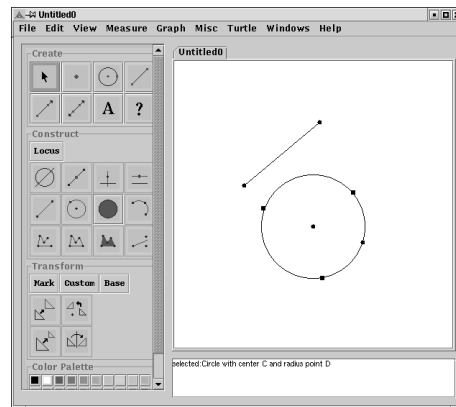 Untitled0
File Edit View Measure Graph Misc Turtle Windows Help
Create
A ?
Construct
Locus
Transform
Mark Custom Base
Color Palette
Untitled0
selected:Circle with center C and radius point D